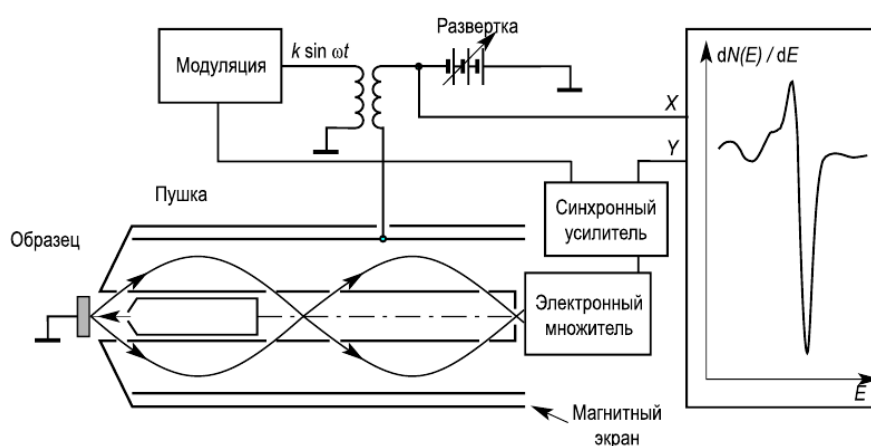 Развертка
k sin ωt
Модуляция
dN(E) / dE
X
Y
Пушка
Синхронный
усилитель
Образец
Электронный
множитель
Магнитный
экран
E